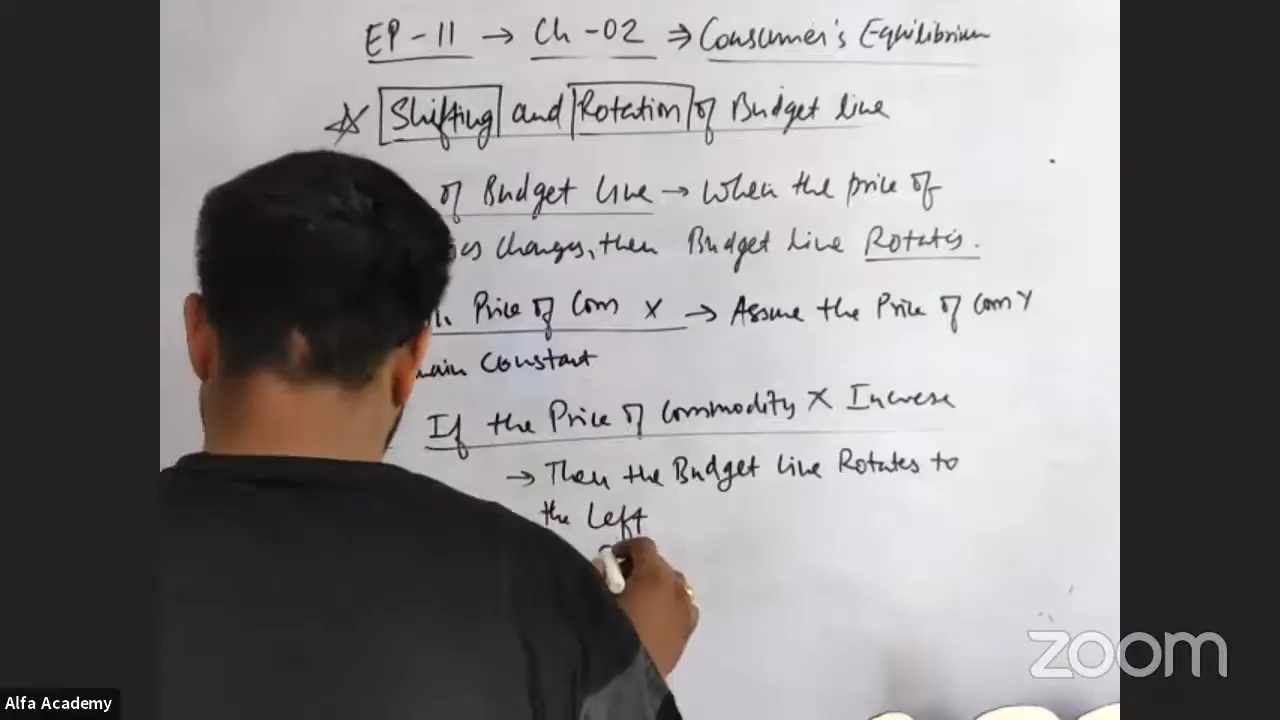 EP-11 → Ch-02 ⇒ Consumer's Equilibrium
☆ Shifting and Rotation of Budget line
of Budget line → When the price of
changes, then Budget line Rotates.
Price of Com X → Assume the Price of Com Y
Constant
If the Price of Commodity X Increase
→ Then the Budget line Rotates to
the Left
zoom
Alfa Academy